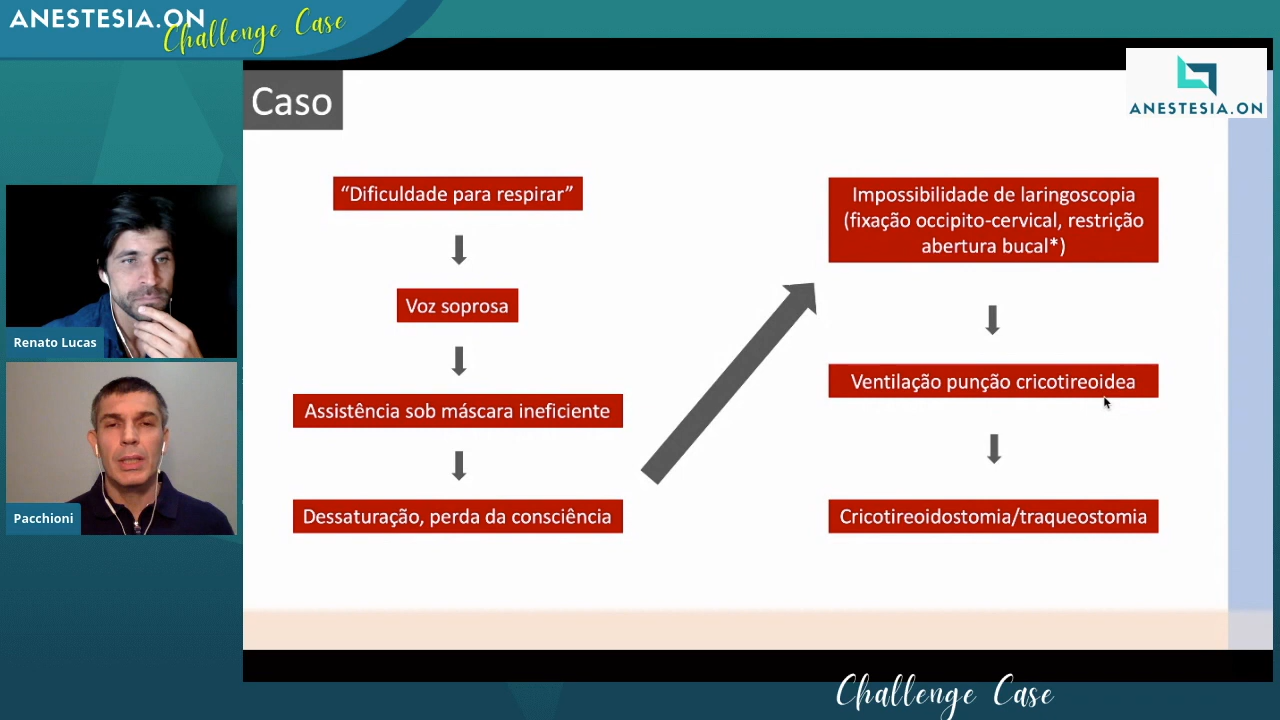 ANESTESIA.ON
Challenge Case
ANESTESIA.ON
Caso
“Dificuldade para respirar”
Voz soprosa
Assistência sob máscara ineficiente
Dessaturação, perda da consciência
Impossibilidade de laringoscopia
(fixação occipito-cervical, restrição
abertura bucal*)
Ventilação punção cricotireoidea
Cricotireoidostomia/traqueostomia
Renato Lucas
Pacchioni
Challenge Case